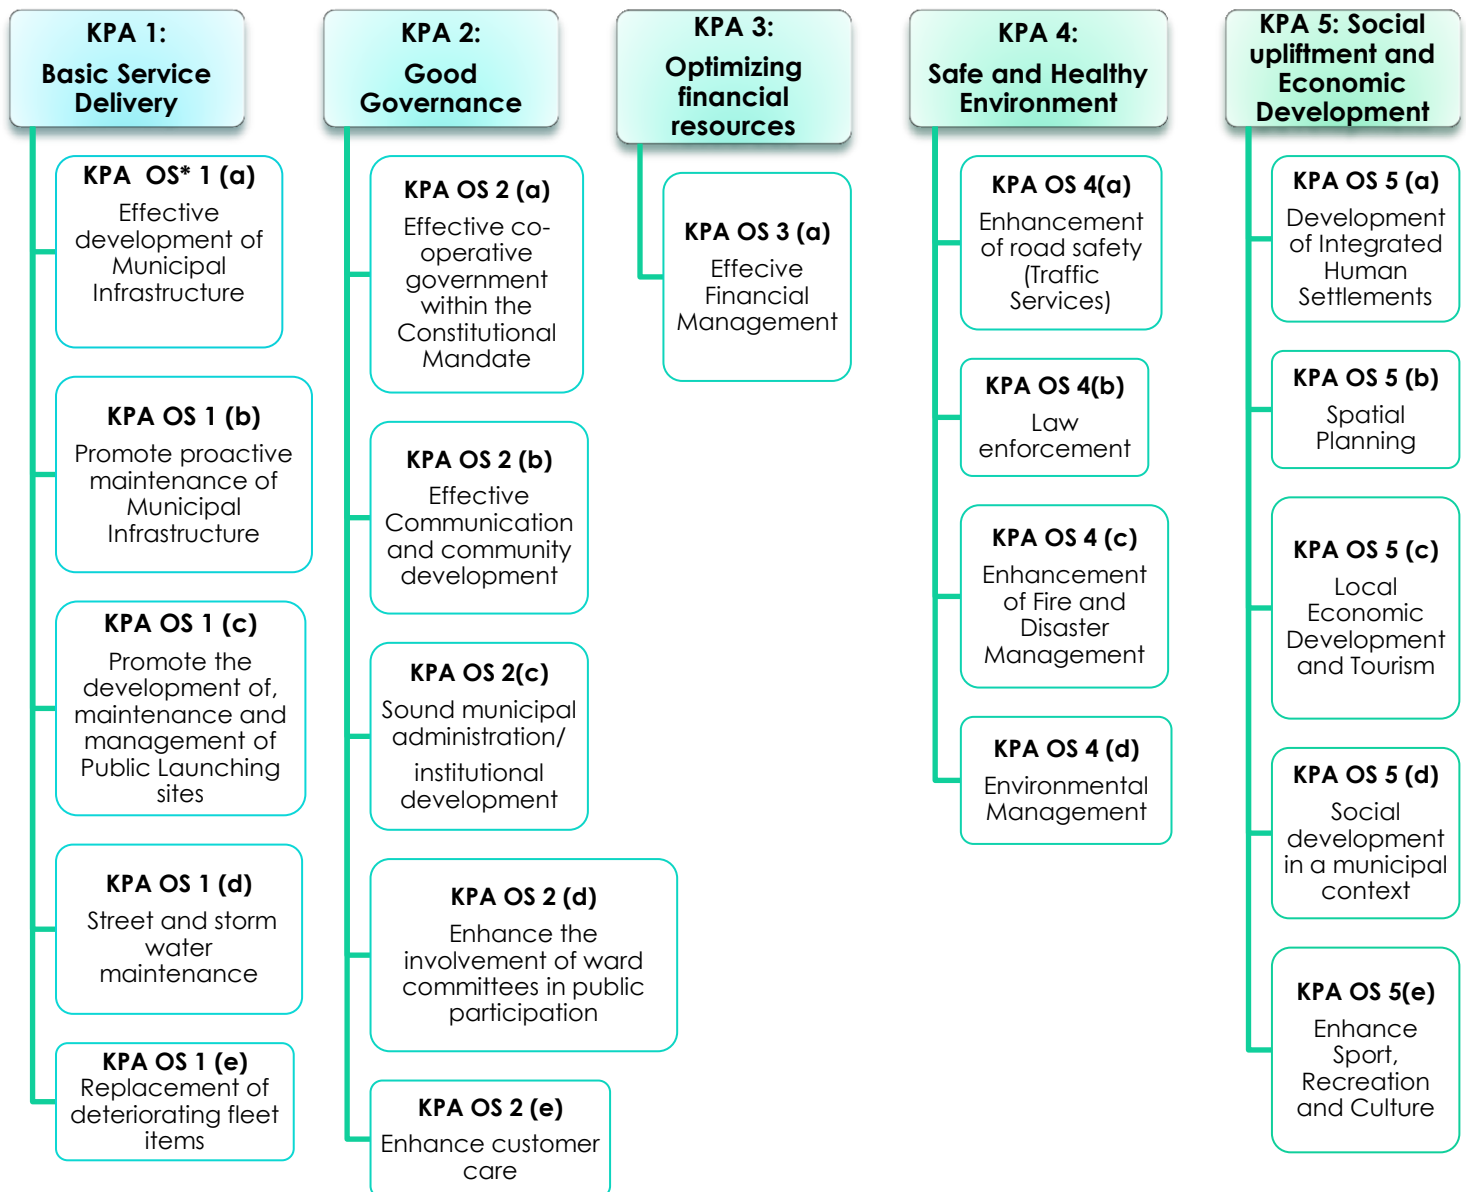 KPA 1:
Basic Service
Delivery
KPA OS* 1 (a)
Effective
development of
Municipal
Infrastructure
KPA OS 1 (b)
Promote proactive
maintenance of
Municipal
Infrastructure
KPA OS 1 (c)
Promote the
development of,
maintenance and
management of
Public Launching
sites
KPA OS 1 (d)
Street and storm
water
maintenance
KPA OS 1 (e)
Replacement of
deteriorating fleet
items
KPA 2:
Good
Governance
KPA OS 2 (a)
Effective co-
operative
government
within the
Constitutional
Mandate
KPA OS 2 (b)
Effective
Communication
and community
development
KPA OS 2(c)
Sound municipal
administration/
institutional
development
KPA OS 2 (d)
Enhance the
involvement of ward
committees in public
participation
KPA OS 2 (e)
Enhance customer
care
KPA 3:
Optimizing
financial
resources
KPA OS 3 (a)
Effecive
Financial
Management
KPA 4:
Safe and Healthy
Environment
KPA OS 4(a)
Enhancement
of road safety
(Traffic
Services)
KPA OS 4(b)
Law
enforcement
KPA OS 4 (c)
Enhancement
of Fire and
Disaster
Management
KPA OS 4 (d)
Environmental
Management
KPA 5: Social
upliftment and
Economic
Development
KPA OS 5 (a)
Development
of Integrated
Human
Settlements
KPA OS 5 (b)
Spatial
Planning
KPA OS 5 (c)
Local
Economic
Development
and Tourism
KPA OS 5 (d)
Social
development
in a municipal
context
KPA OS 5(e)
Enhance
Sport,
Recreation
and Culture